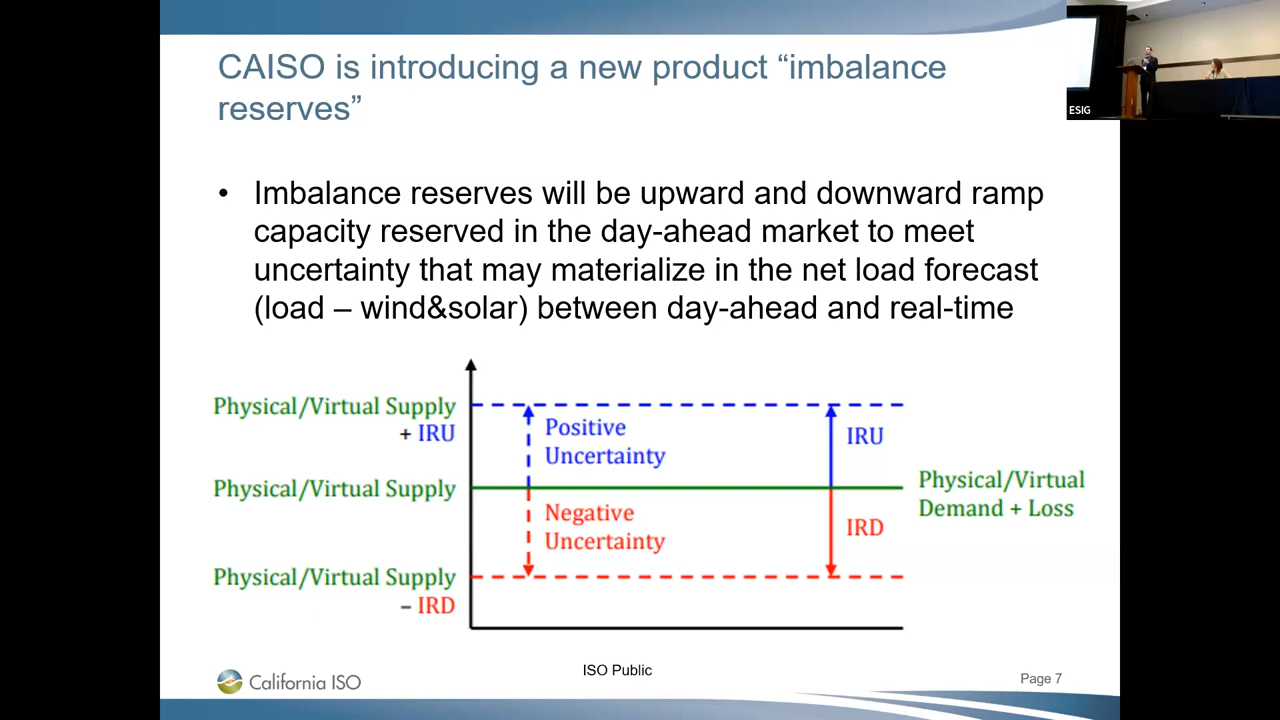 CAISO is introducing a new product “imbalance
reserves”
ESIG
• Imbalance reserves will be upward and downward ramp
capacity reserved in the day-ahead market to meet
uncertainty that may materialize in the net load forecast
(load – wind&solar) between day-ahead and real-time
Physical/Virtual Supply
+ IRU
Positive
Uncertainty
IRU
Physical/Virtual Supply
Physical/Virtual
Demand + Loss
Negative
Uncertainty
IRD
Physical/Virtual Supply
– IRD
California ISO
ISO Public
Page 7